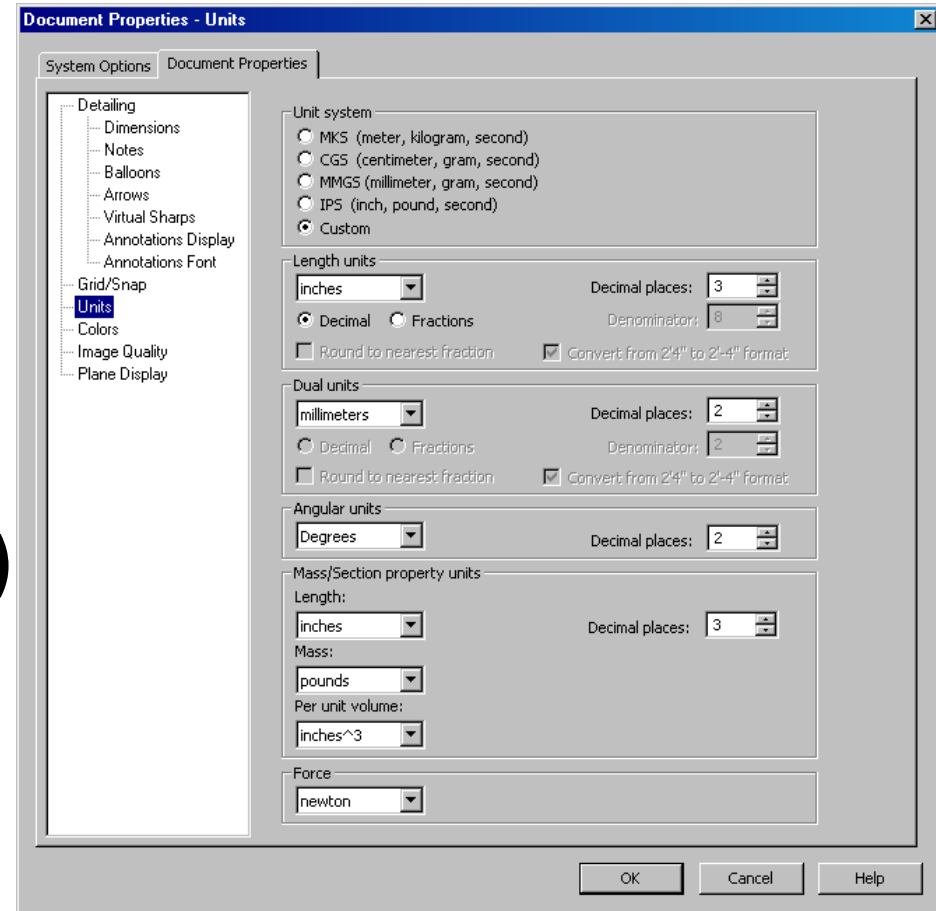 Document Properties - Units
System Options Document Properties
Detailing
Dimensions
Notes
Balloons
Arrows
Virtual Sharps
Annotations Display
Annotations Font
Grid/Snap
Units
Colors
Image Quality
Plane Display
Unit system
MKS (meter, kilogram, second)
CGS (centimeter, gram, second)
MMGS (millimeter, gram, second)
IPS (inch, pound, second)
Custom
Length units
inches Decimal places: 3
Decimal Fractions Denominator: 8
Round to nearest fraction Convert from 2'4" to 2'-4" format
Dual units
millimeters Decimal places: 2
Decimal Fractions Denominator: 2
Round to nearest fraction Convert from 2'4" to 2'-4" format
Angular units
Degrees Decimal places: 2
Mass/Section property units
Length:
inches Decimal places: 3
Mass:
pounds
Per unit volume:
inches^3
Force
newton
OK Cancel Help